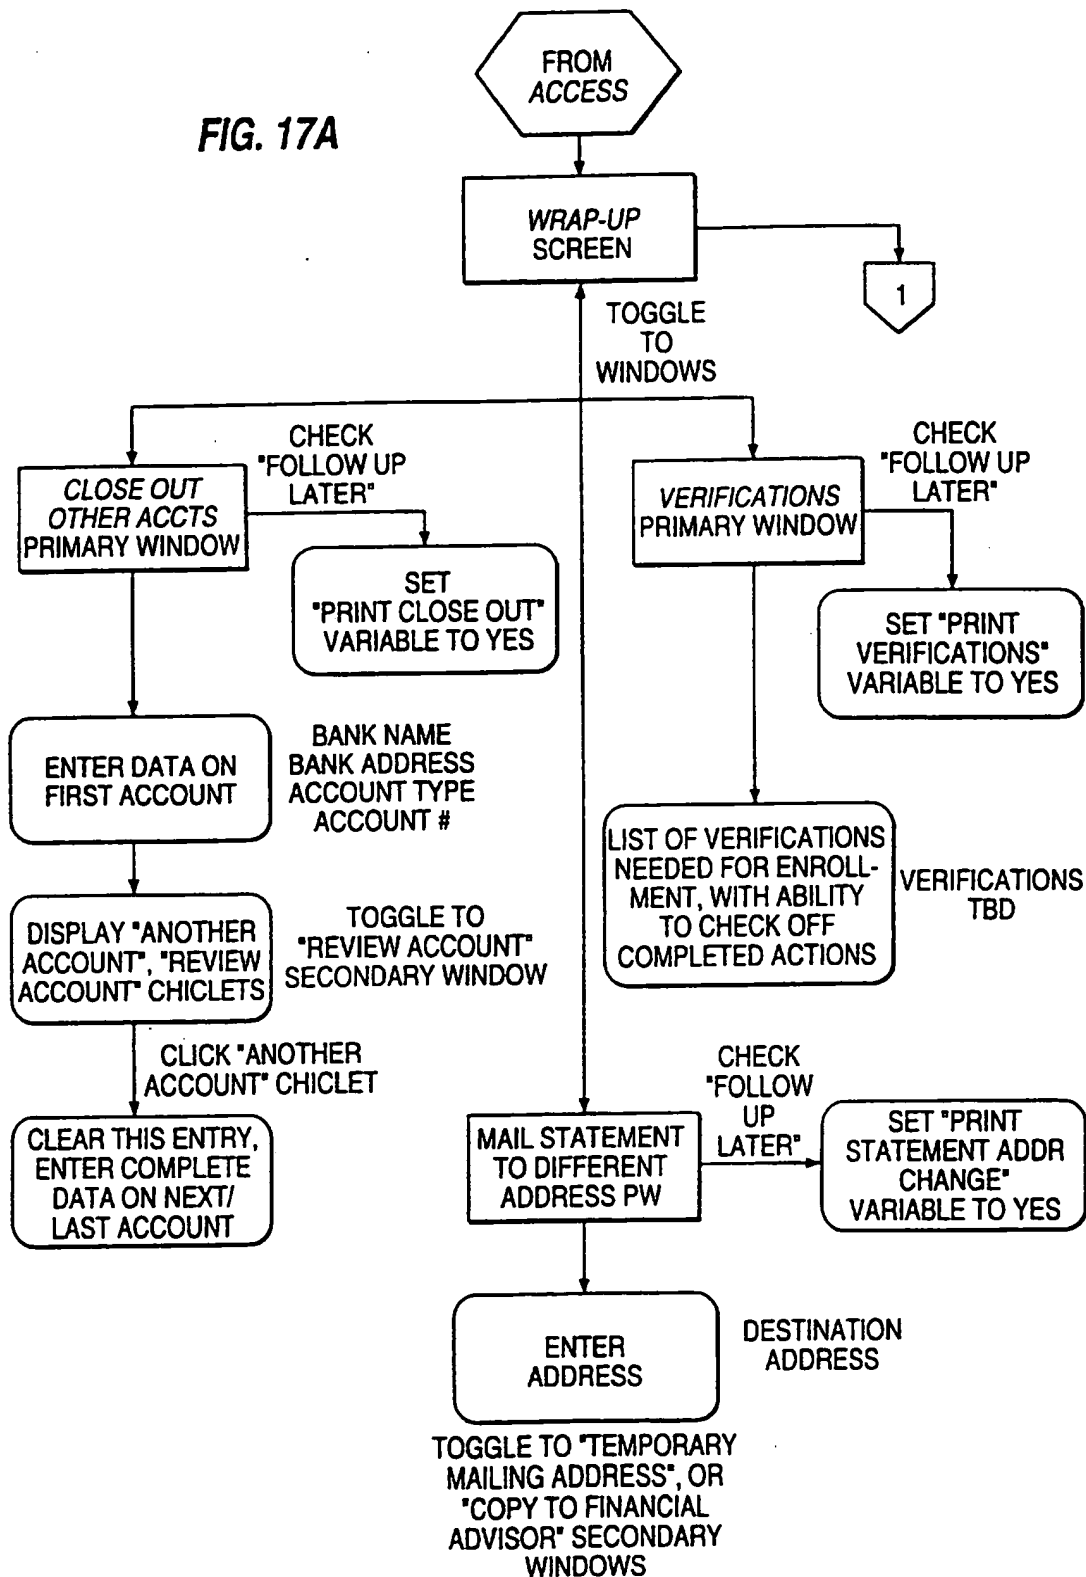 FROM
ACCESS
FIG. 17A
WRAP-UP
SCREEN
1
TOGGLE
TO
WINDOWS
CHECK
"FOLLOW UP
LATER"
CLOSE OUT
OTHER ACCTS
PRIMARY WINDOW
SET
"PRINT CLOSE OUT"
VARIABLE TO YES
CHECK
"FOLLOW UP
LATER"
VERIFICATIONS
PRIMARY WINDOW
SET "PRINT
VERIFICATIONS"
VARIABLE TO YES
ENTER DATA ON
FIRST ACCOUNT
BANK NAME
BANK ADDRESS
ACCOUNT TYPE
ACCOUNT #
LIST OF VERIFICATIONS
NEEDED FOR ENROLL-
MENT, WITH ABILITY
TO CHECK OFF
COMPLETED ACTIONS
VERIFICATIONS
TBD
DISPLAY "ANOTHER
ACCOUNT", "REVIEW
ACCOUNT" CHICLETS
TOGGLE TO
"REVIEW ACCOUNT"
SECONDARY WINDOW
CLICK "ANOTHER
ACCOUNT" CHICLET
CLEAR THIS ENTRY,
ENTER COMPLETE
DATA ON NEXT/
LAST ACCOUNT
MAIL STATEMENT
TO DIFFERENT
ADDRESS PW
CHECK
"FOLLOW
UP
LATER"
SET "PRINT
STATEMENT ADDR
CHANGE"
VARIABLE TO YES
ENTER
ADDRESS
DESTINATION
ADDRESS
TOGGLE TO "TEMPORARY
MAILING ADDRESS", OR
"COPY TO FINANCIAL
ADVISOR" SECONDARY
WINDOWS